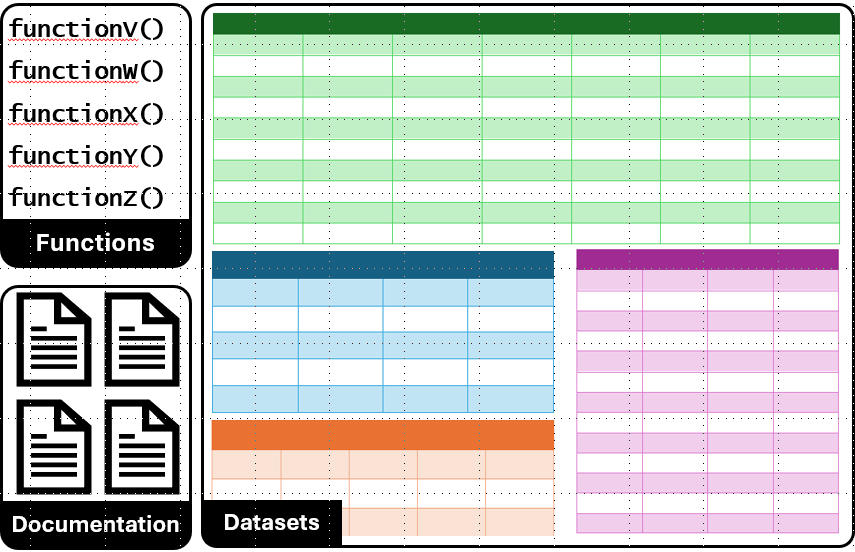 functionV()
functionW()
functionX()
functionY()
functionZ()
Functions
Documentation
Datasets